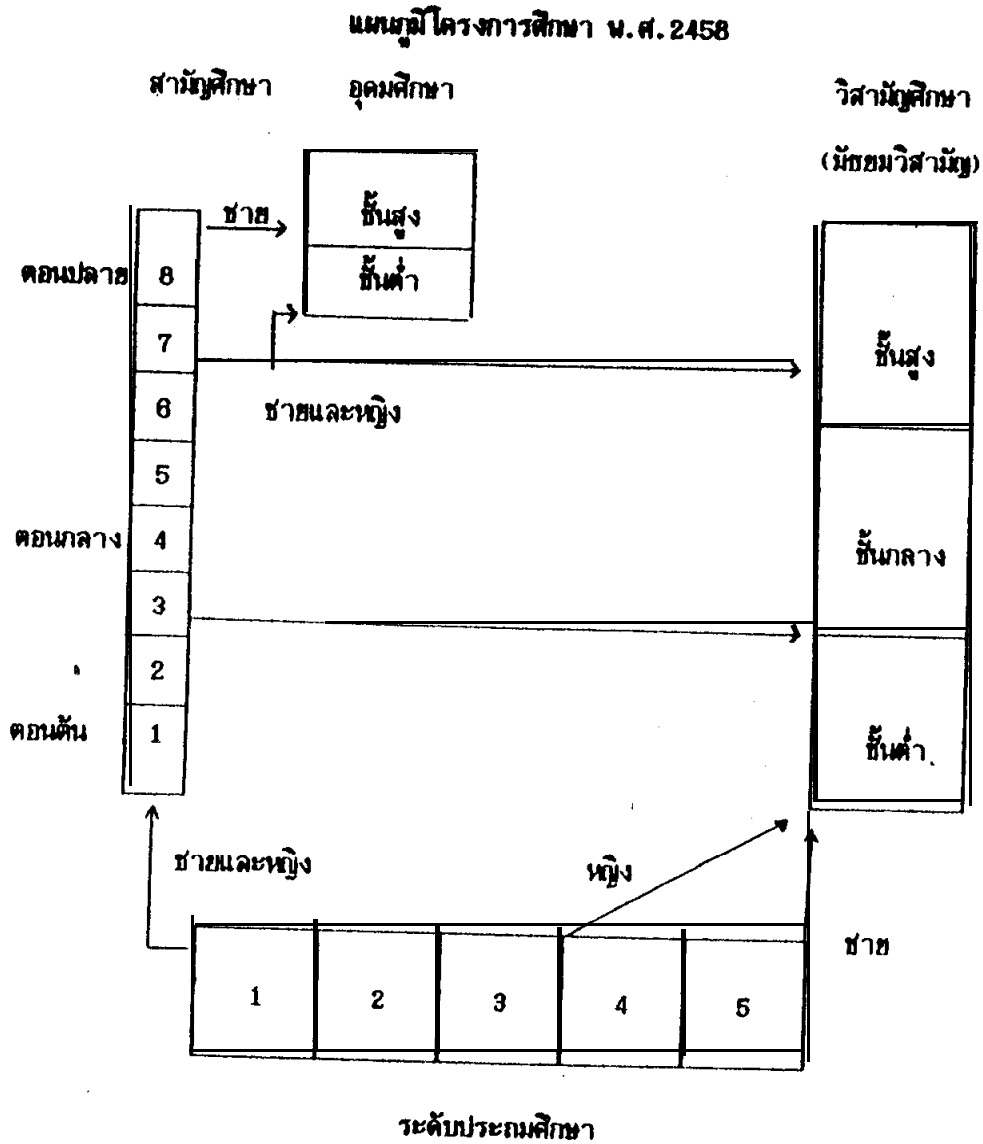 แผนภูมิโครงการศึกษา พ.ศ.2458
สามัญศึกษา
อุดมศึกษา
วิสามัญศึกษา
(มัธยมวิสามัญ)
ชาย
ชั้นสูง
ชั้นต่ำ
ตอนปลาย
8
7
6
5
ตอนกลาง
4
3
2
ตอนต้น
1
ชายและหญิง
ชั้นสูง
ชั้นกลาง
ชั้นต่ำ
ชายและหญิง
หญิง
ชาย
1
2
3
4
5
ระดับประถมศึกษา